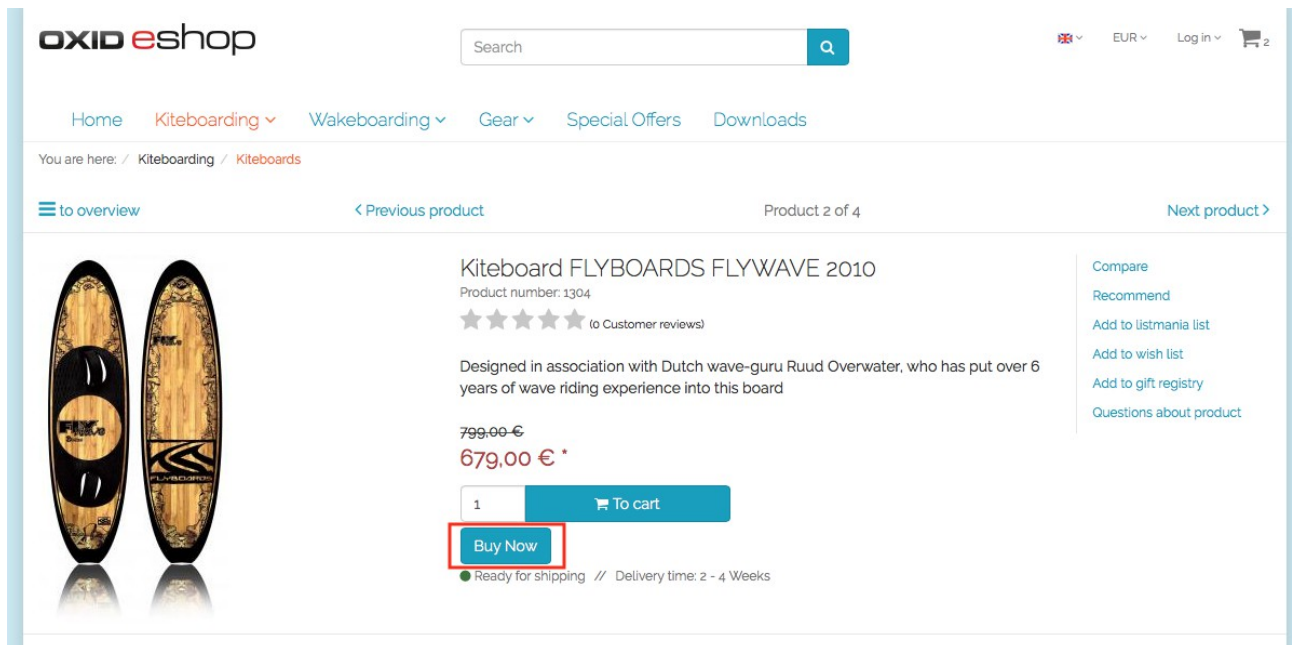 OXID eshop
Search
EUR
Log in
2
Home Kiteboarding Wakeboarding Gear Special Offers Downloads
You are here: / Kiteboarding / Kiteboards
to overview
< Previous product
Product 2 of 4
Next product >
Kiteboard FLYBOARDS FLYWAVE 2010
Product number: 1304
(0 Customer reviews)
Designed in association with Dutch wave-guru Ruud Overwater, who has put over 6
years of wave riding experience into this board
799,00 €
679,00 € *
1
To cart
Buy Now
Ready for shipping // Delivery time: 2 - 4 Weeks
Compare
Recommend
Add to listmania list
Add to wish list
Add to gift registry
Questions about product
FLYBOARDS